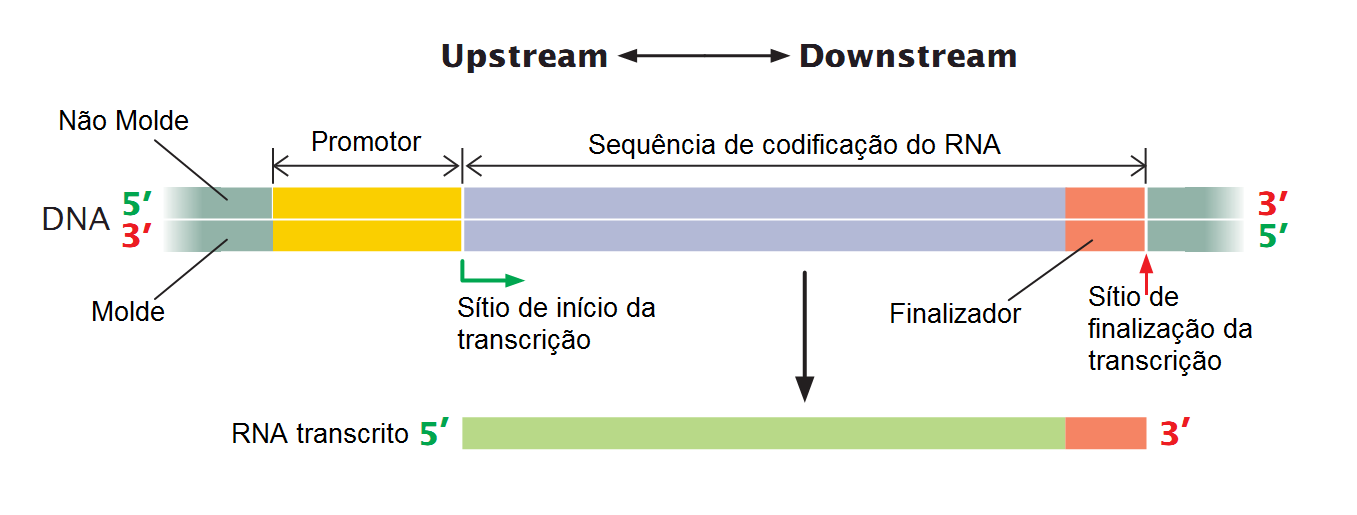 Upstream Downstream
Não Molde
Promotor
Sequência de codificação do RNA
DNA
5′ 3′
3′ 5′
Molde
Sítio de início da
transcrição
Finalizador
Sítio de
finalização da
transcrição
RNA transcrito 5′ 3′